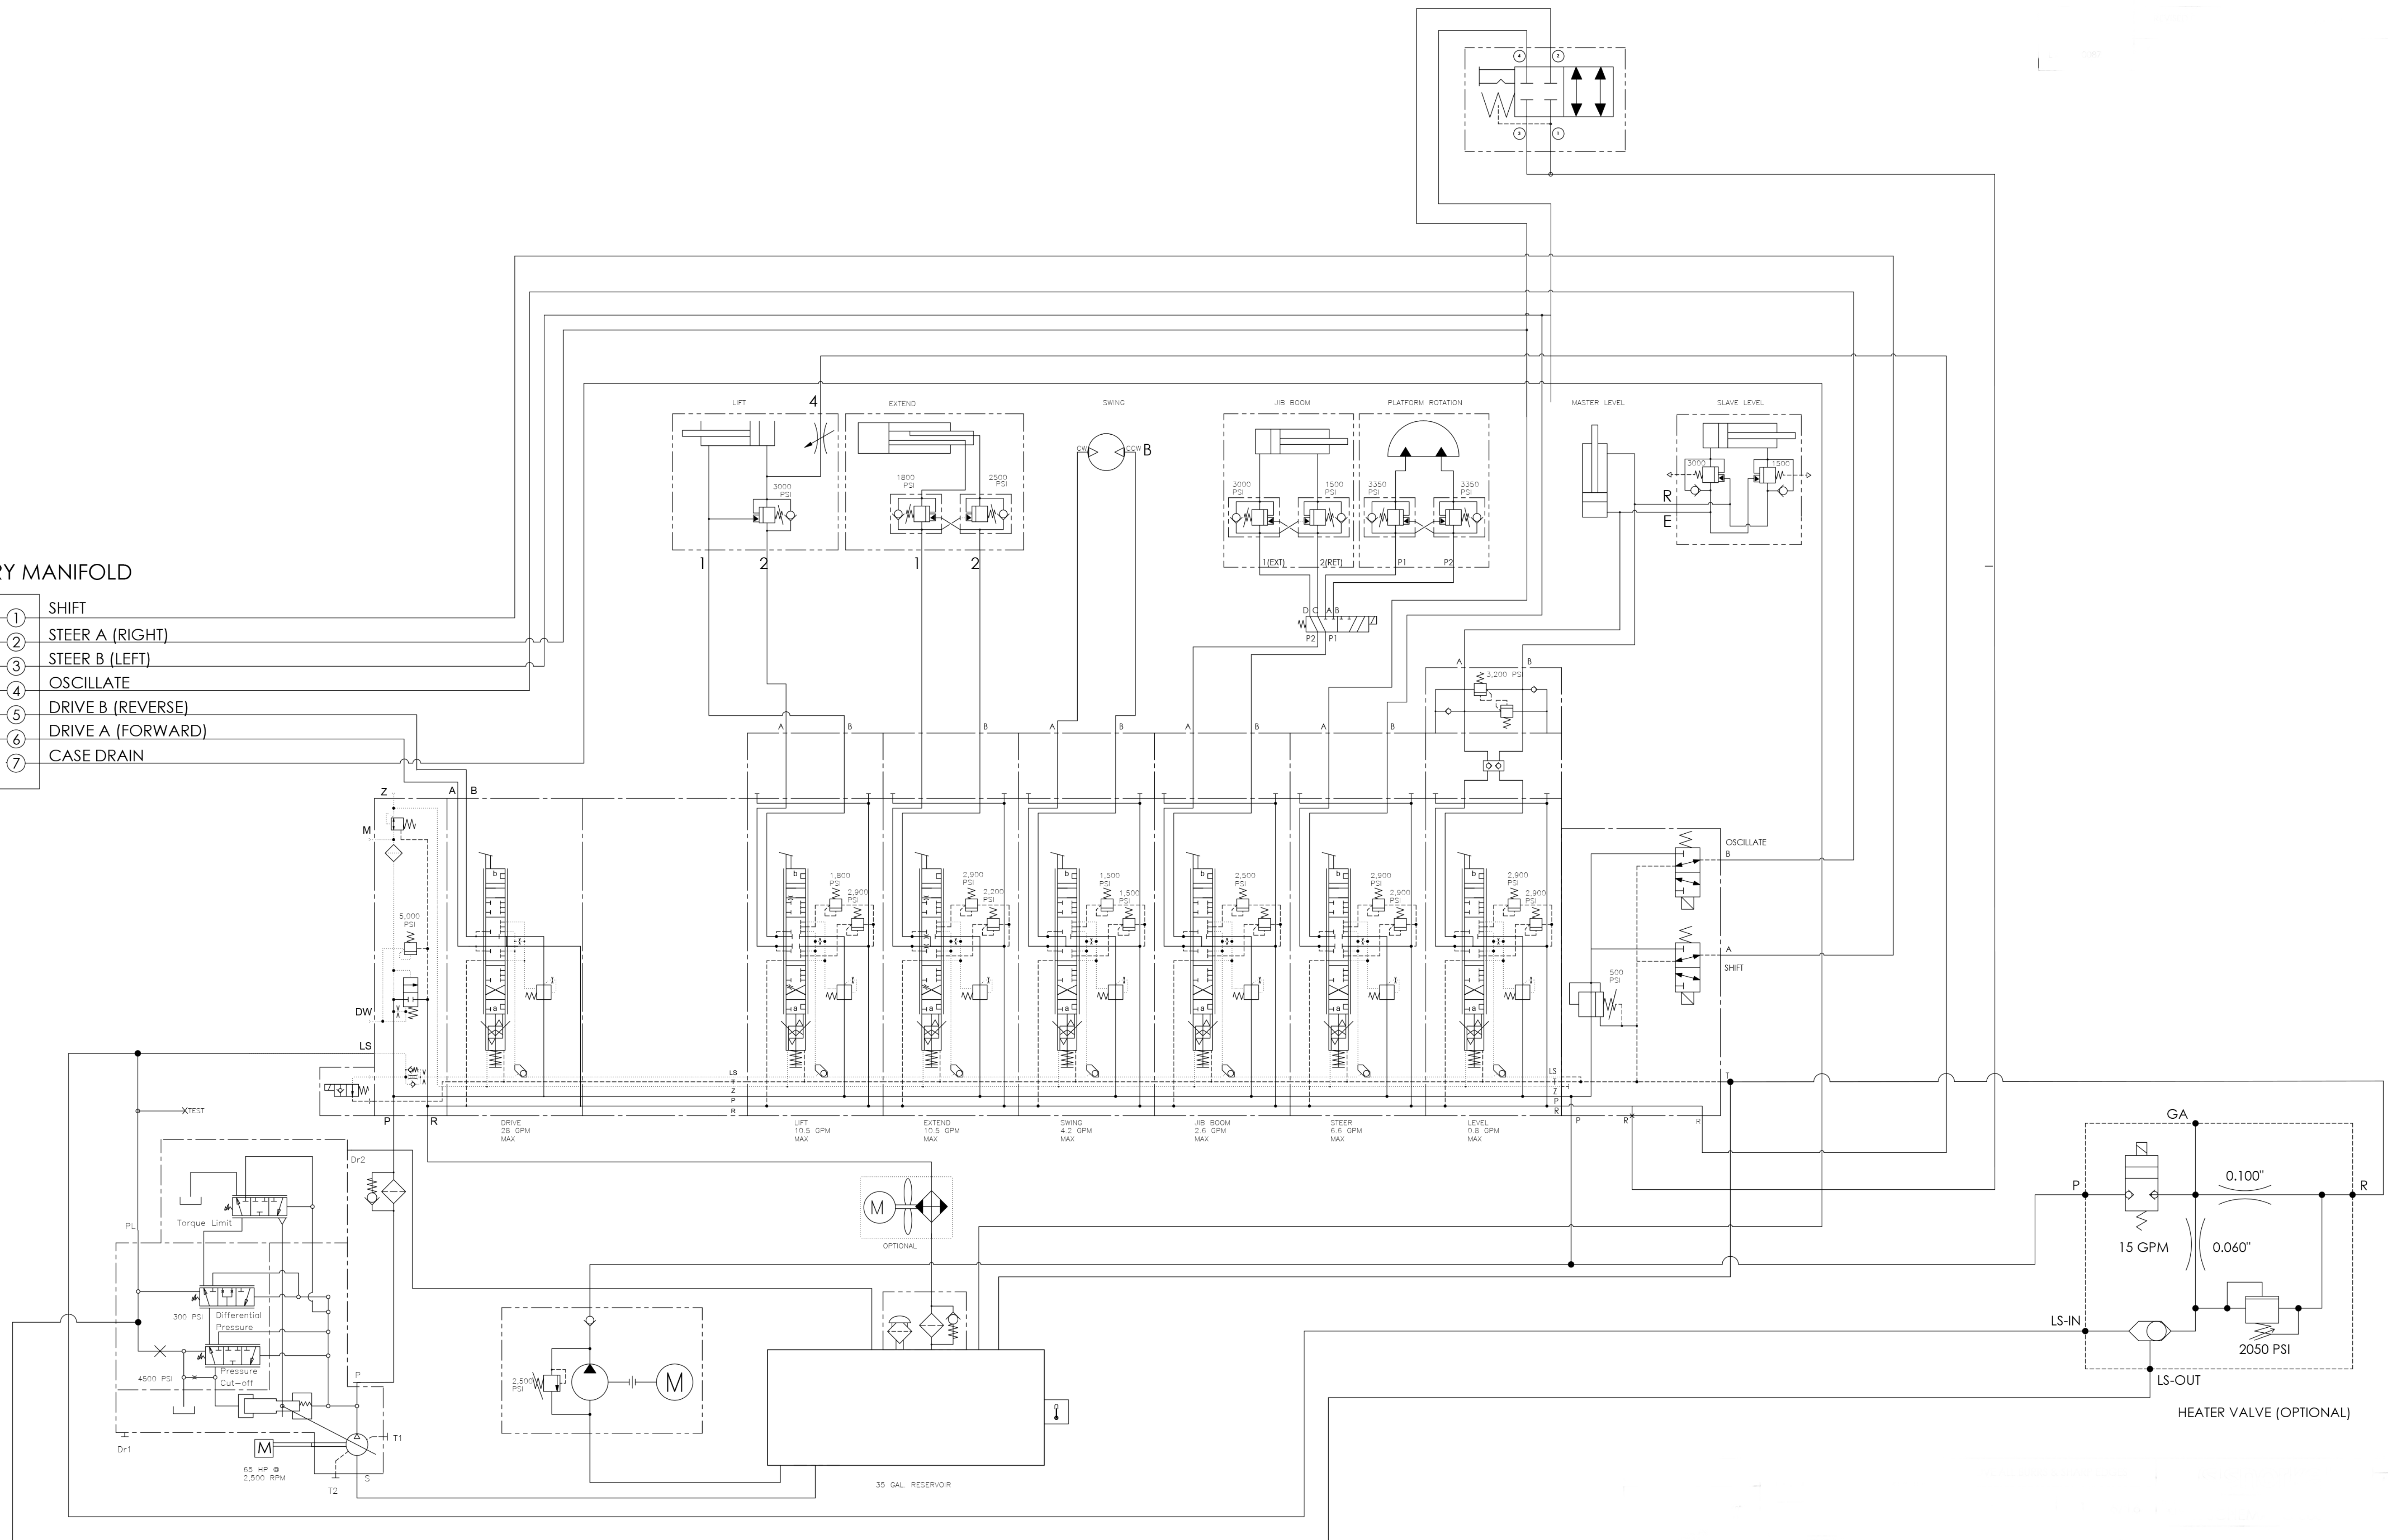 4
2
3
1
LIFT
4
EXTEND
SWING
JIB BOOM
PLATFORM ROTATION
MASTER LEVEL
SLAVE LEVEL
CW
CCW
B
3000
PSI
1800
PSI
2500
PSI
3000
PSI
1500
PSI
3350
PSI
3350
PSI
3000
1500
R
E
1
2
1
2
1(EXT)
2(RET)
P1
P2
RY MANIFOLD
1
SHIFT
2
STEER A (RIGHT)
3
STEER B (LEFT)
4
OSCILLATE
5
DRIVE B (REVERSE)
6
DRIVE A (FORWARD)
7
CASE DRAIN
D C A B
P2 P1
A
B
3,200 PSI
A
B
B
A
B
A
B
A
B
Z
A
B
M
5,000
PSI
DW
LS
b
a
b
a
1,800
PSI
2,900
PSI
b
a
2,900
PSI
2,200
PSI
b
a
1,500
PSI
1,500
PSI
b
a
2,500
PSI
b
a
2,900
PSI
2,900
PSI
b
a
2,900
PSI
2,900
PSI
OSCILLATE
B
A
SHIFT
500
PSI
LS
T
Z
P
R
LS
T
Z
P
R
T
P
R
DRIVE
28 GPM
MAX
LIFT
10.5 GPM
MAX
EXTEND
10.5 GPM
MAX
SWING
4.2 GPM
MAX
JIB BOOM
2.6 GPM
MAX
STEER
6.6 GPM
MAX
LEVEL
0.8 GPM
MAX
P
R
R
TEST
Dr2
PL
Torque Limit
300 PSI
Differential
Pressure
4500 PSI
Pressure
Cut-off
P
Dr1
M
65 HP @
2,500 RPM
T1
T2
S
M
OPTIONAL
2,500
PSI
M
35 GAL. RESERVOIR
GA
P
0.100"
R
15 GPM
0.060"
LS-IN
2050 PSI
LS-OUT
HEATER VALVE (OPTIONAL)